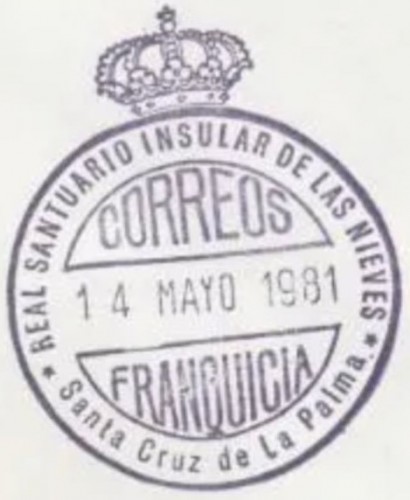 REAL SANTUARIO INSULAR DE LAS NIEVES
CORREOS
14 MAYO 1981
FRANQUICIA
* Santa Cruz de La Palma. *